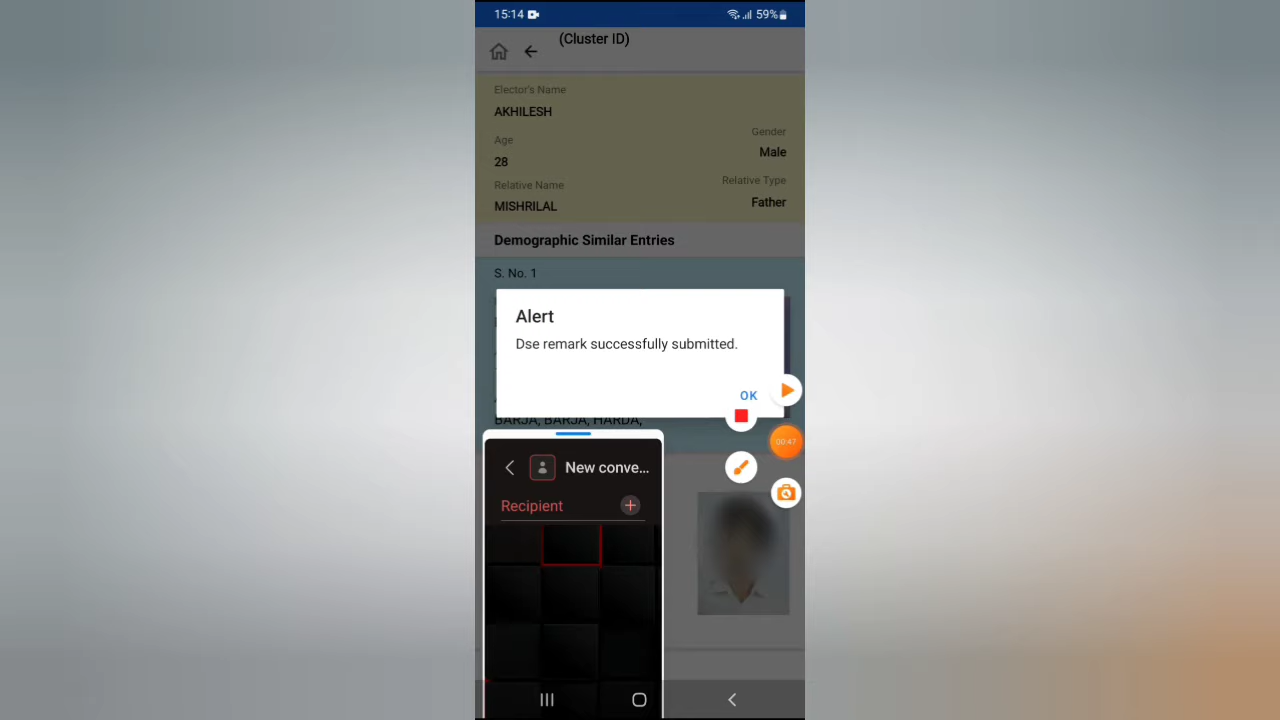 15:14
59%
(Cluster ID)
Elector's Name
AKHILESH
Gender
Age
Male
28
Relative Name
Relative Type
MISHRILAL
Father
Demographic Similar Entries
S. No. 1
Alert
Dse remark successfully submitted.
OK
BARJA, BARJA, HARDA,
00:47
New conve...
Recipient